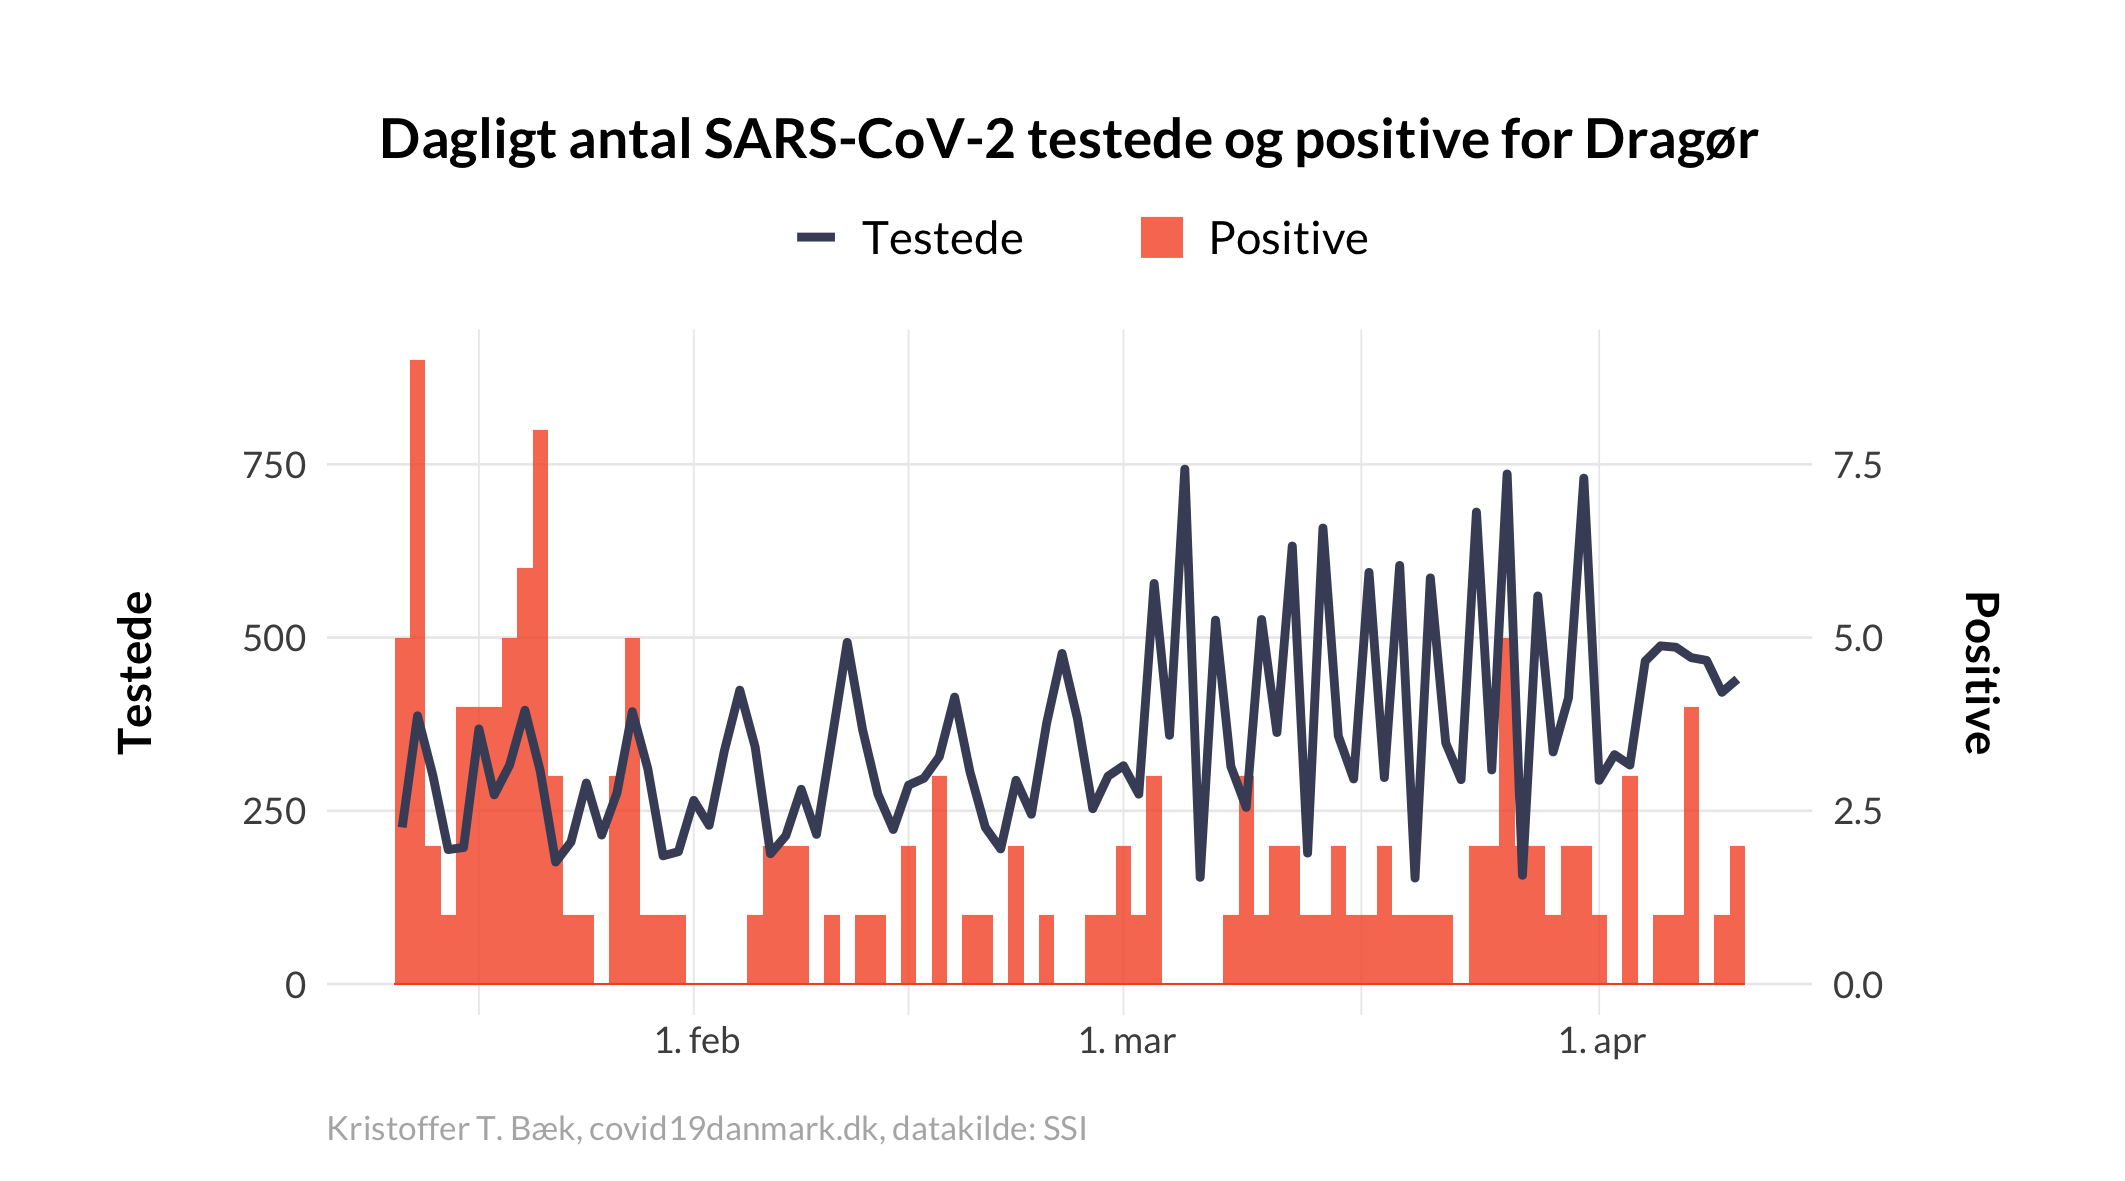 Dagligt antal SARS-CoV-2 testede og positive for Dragør
Testede
Positive
750
500
250
0
7.5
5.0
2.5
0.0
Testede
Positive
1. feb
1. mar
1. apr
Kristoffer T. Bæk, covid19danmark.dk, datakilde: SSI